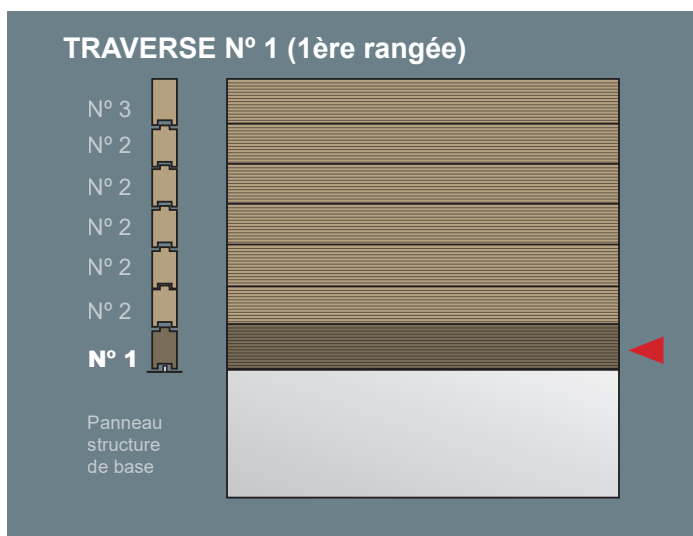 TRAVERSE Nº 1 (1ère rangée)
Nº 3
Nº 2
Nº 2
Nº 2
Nº 2
Nº 2
Nº 1
Panneau
structure
de base